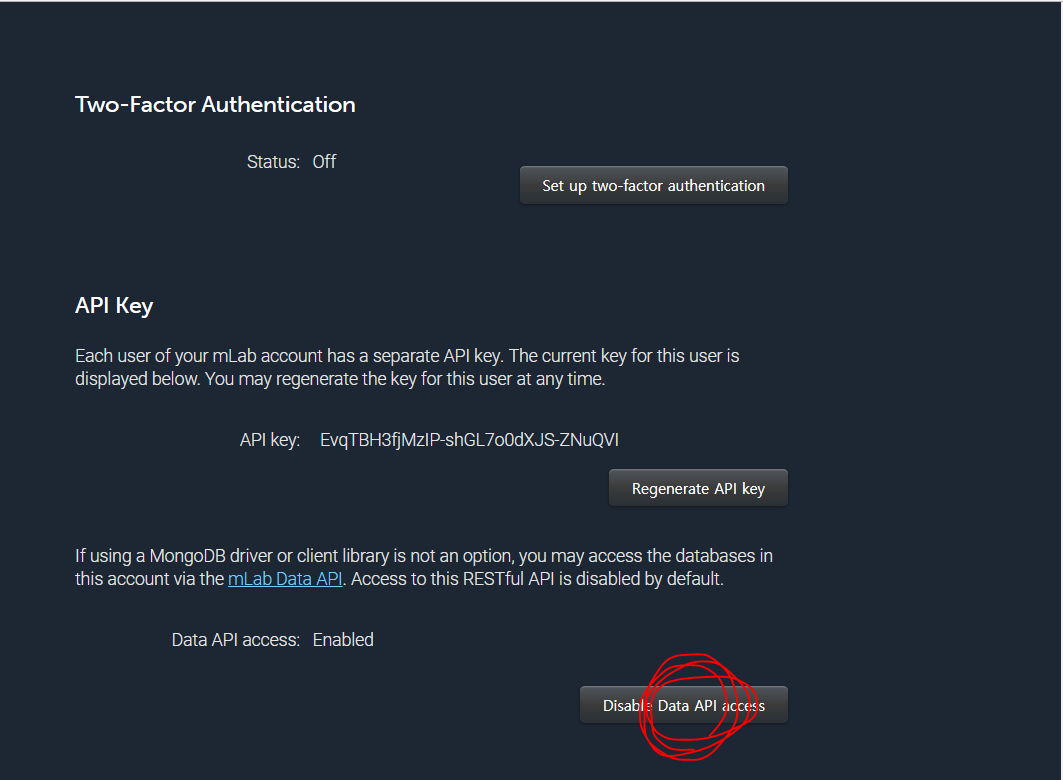 Two-Factor Authentication
Status: Off
Set up two-factor authentication
API Key
Each user of your mLab account has a separate API key. The current key for this user is
displayed below. You may regenerate the key for this user at any time.
API key: EvqTBH3fjMzIP-shGL7o0dXJS-ZNuQVI
Regenerate API key
If using a MongoDB driver or client library is not an option, you may access the databases in
this account via the mLab Data API. Access to this RESTful API is disabled by default.
Data API access: Enabled
Disable Data API access